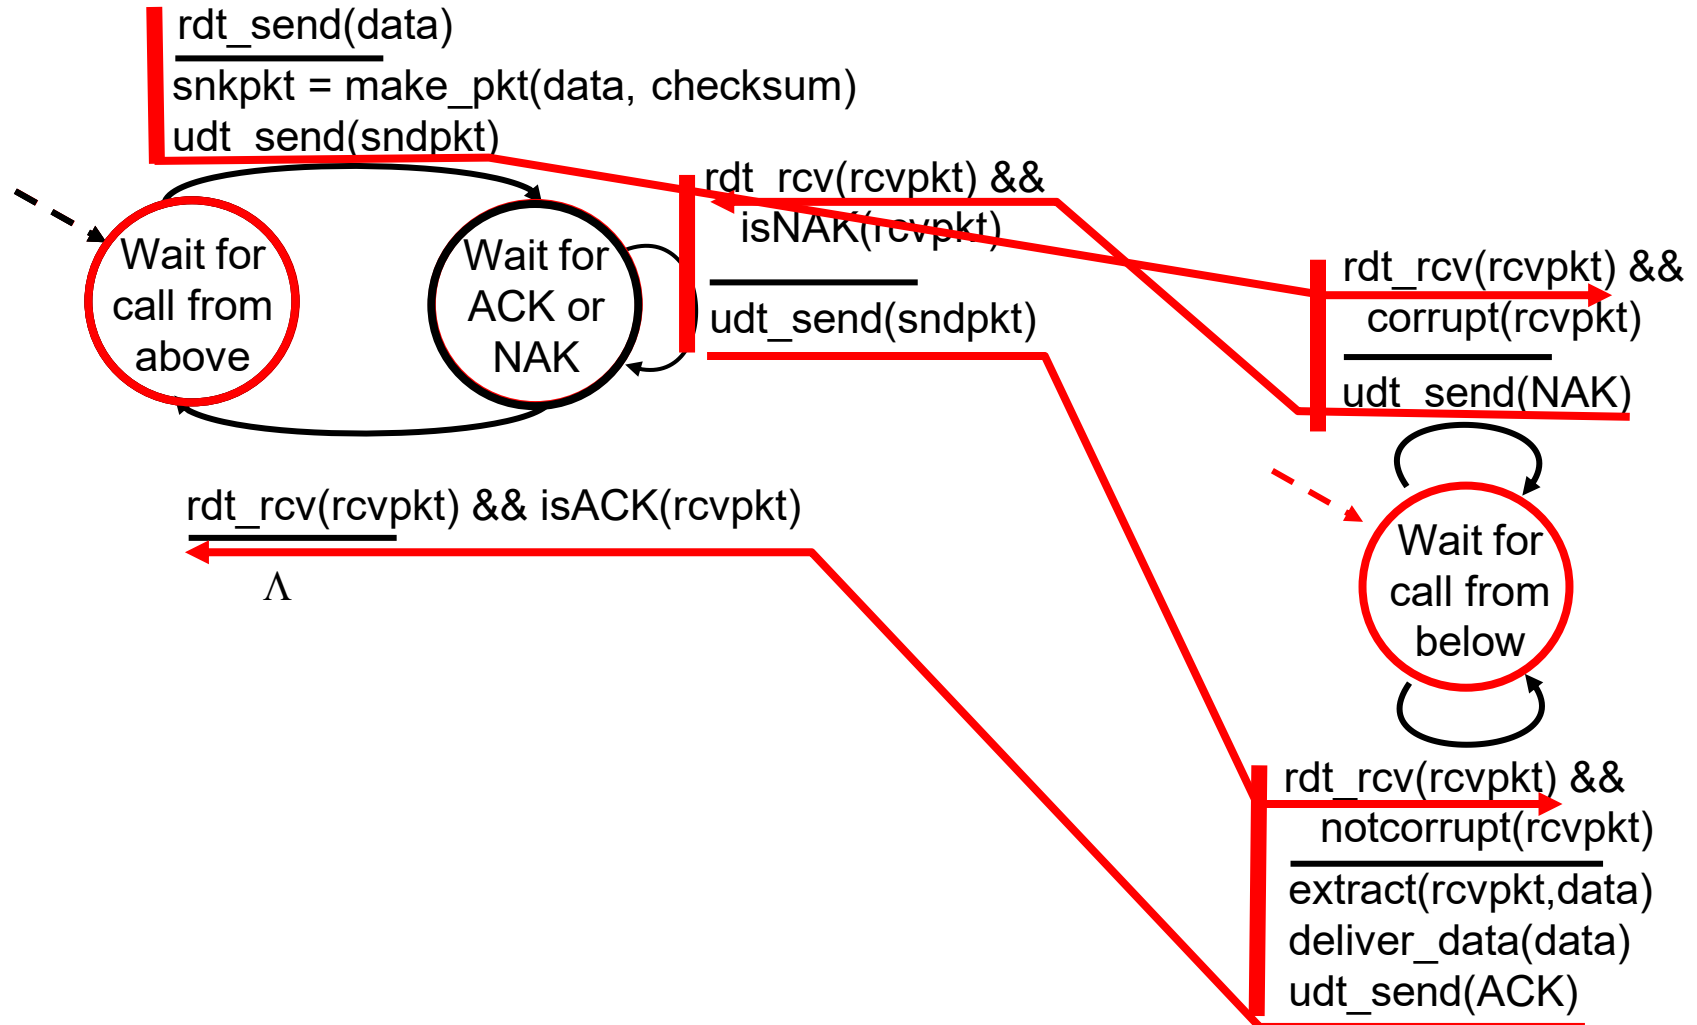 rdt_send(data)
snkpkt = make_pkt(data, checksum)
udt_send(sndpkt)
rdt_rcv(rcvpkt) &&
isNAK(rcvpkt)
udt_send(sndpkt)
Wait for
call from
above
Wait for
ACK or
NAK
rdt_rcv(rcvpkt) && isACK(rcvpkt)
Λ
rdt_rcv(rcvpkt) &&
corrupt(rcvpkt)
udt_send(NAK)
Wait for
call from
below
rdt_rcv(rcvpkt) &&
notcorrupt(rcvpkt)
extract(rcvpkt,data)
deliver_data(data)
udt_send(ACK)